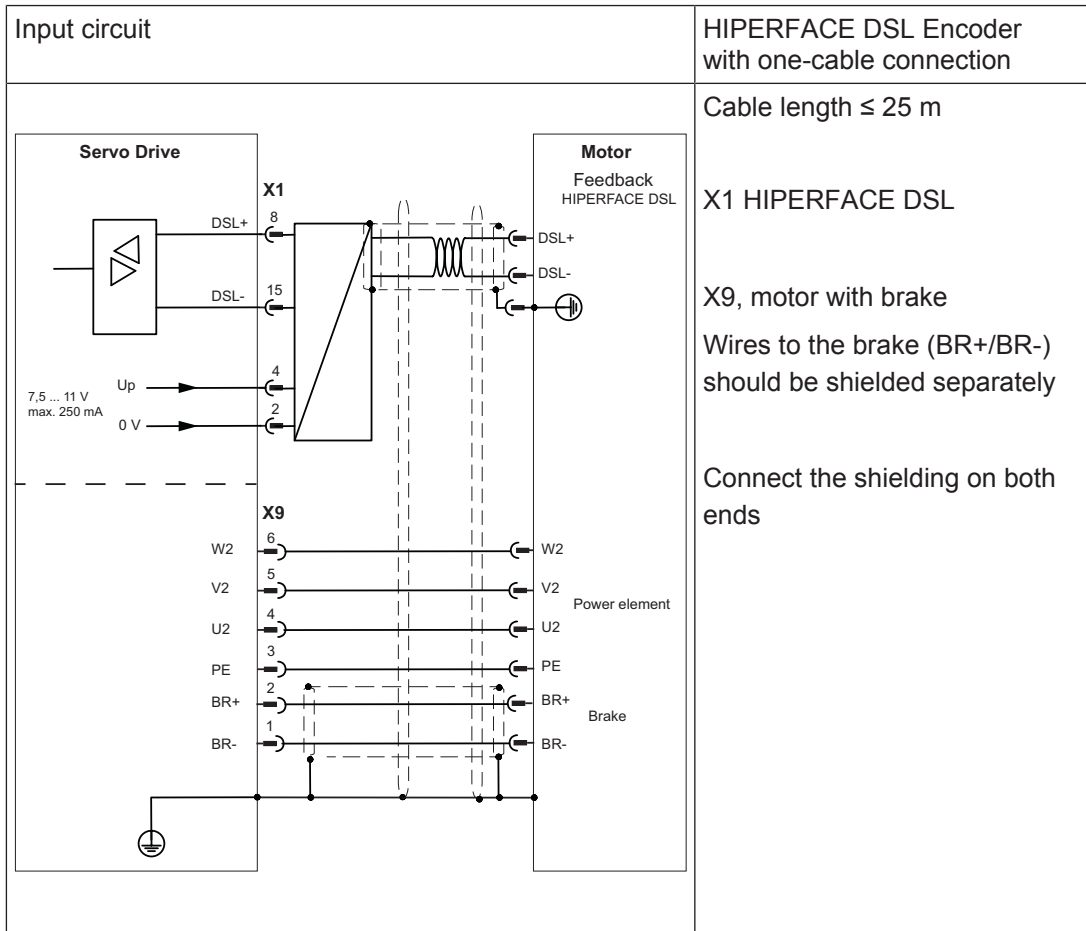 Input circuit
HIPERFACE DSL Encoder
with one-cable connection
Servo Drive
X1
DSL+
8
DSL-
15
Up
4
7,5 ... 11 V
max. 250 mA
0 V
2
Motor
Feedback
HIPERFACE DSL
DSL+
DSL-
X9
W2
6
W2
V2
5
V2
Power element
U2
4
U2
PE
3
PE
BR+
2
BR+
Brake
BR-
1
BR-
Cable length ≤ 25 m
X1 HIPERFACE DSL
X9, motor with brake
Wires to the brake (BR+/BR-)
should be shielded separately
Connect the shielding on both
ends